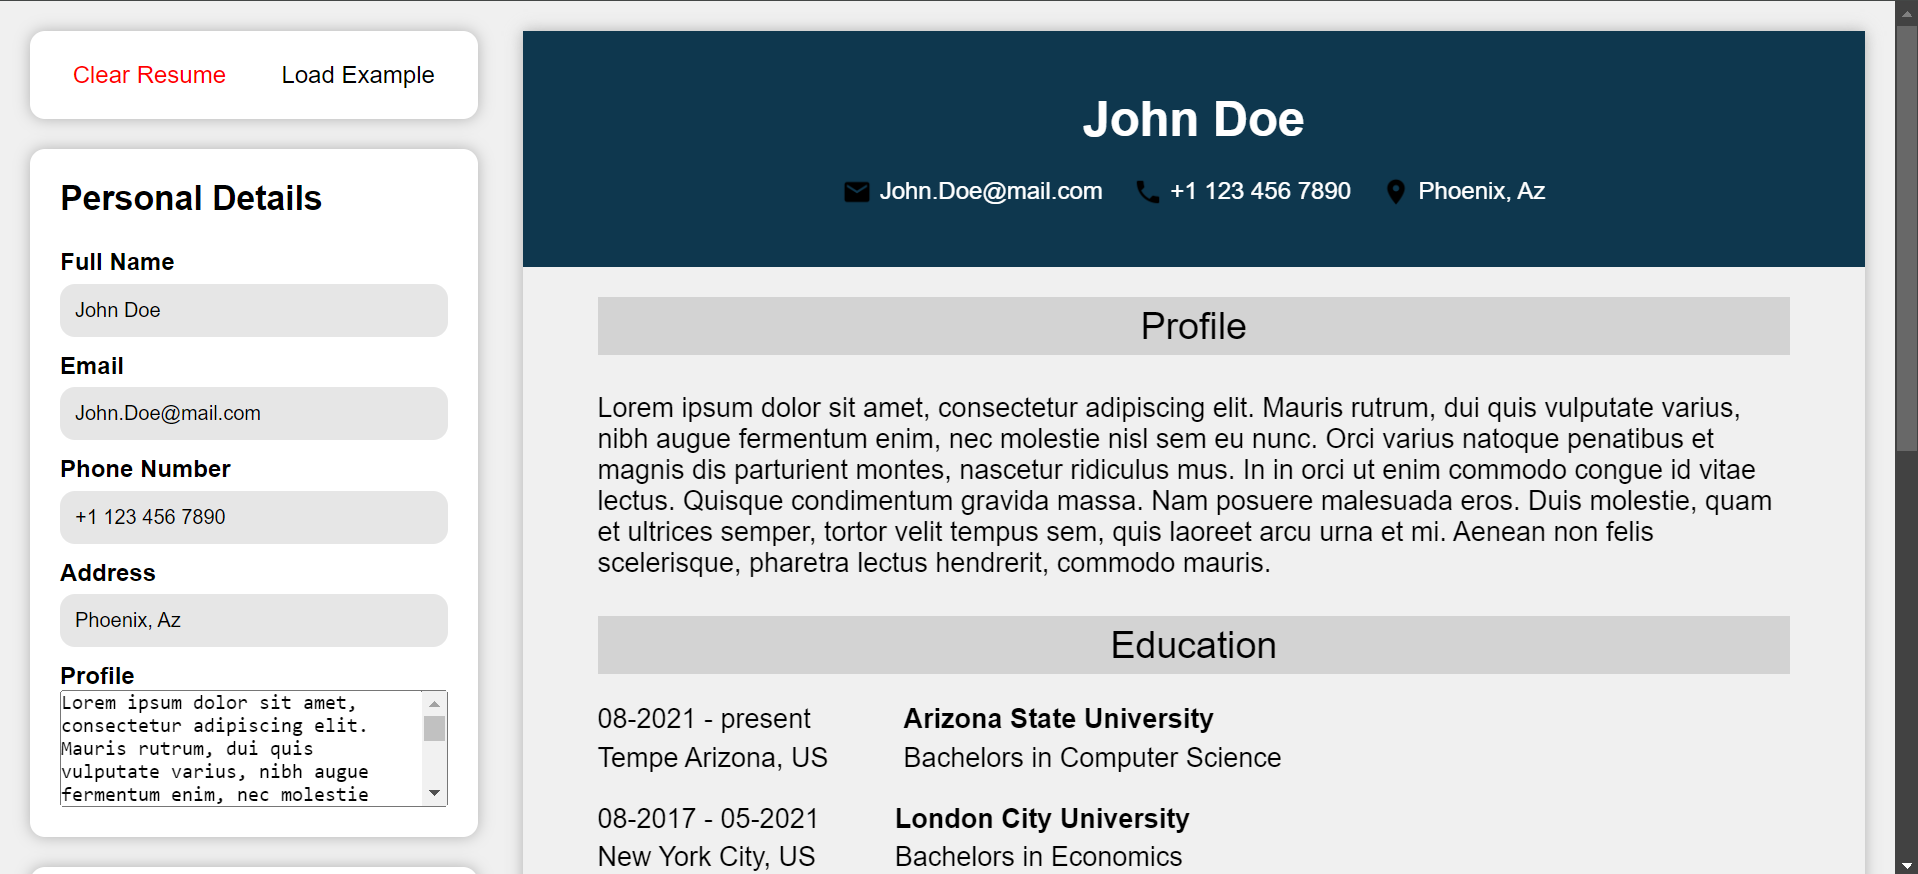 Clear Resume Load Example
Personal Details
Full Name
John Doe
Email
John.Doe@mail.com
Phone Number
+1 123 456 7890
Address
Phoenix, Az
Profile
Lorem ipsum dolor sit amet,
consectetur adipiscing elit.
Mauris rutrum, dui quis
vulputate varius, nibh augue
fermentum enim, nec molestie
John Doe
John.Doe@mail.com +1 123 456 7890 Phoenix, Az
Profile
Lorem ipsum dolor sit amet, consectetur adipiscing elit. Mauris rutrum, dui quis vulputate varius,
nibh augue fermentum enim, nec molestie nisl sem eu nunc. Orci varius natoque penatibus et
magnis dis parturient montes, nascetur ridiculus mus. In in orci ut enim commodo congue id vitae
lectus. Quisque condimentum gravida massa. Nam posuere malesuada eros. Duis molestie, quam
et ultrices semper, tortor velit tempus sem, quis laoreet arcu urna et mi. Aenean non felis
scelerisque, pharetra lectus hendrerit, commodo mauris.
Education
08-2021 - present Arizona State University
Tempe Arizona, US Bachelors in Computer Science
08-2017 - 05-2021 London City University
New York City, US Bachelors in Economics